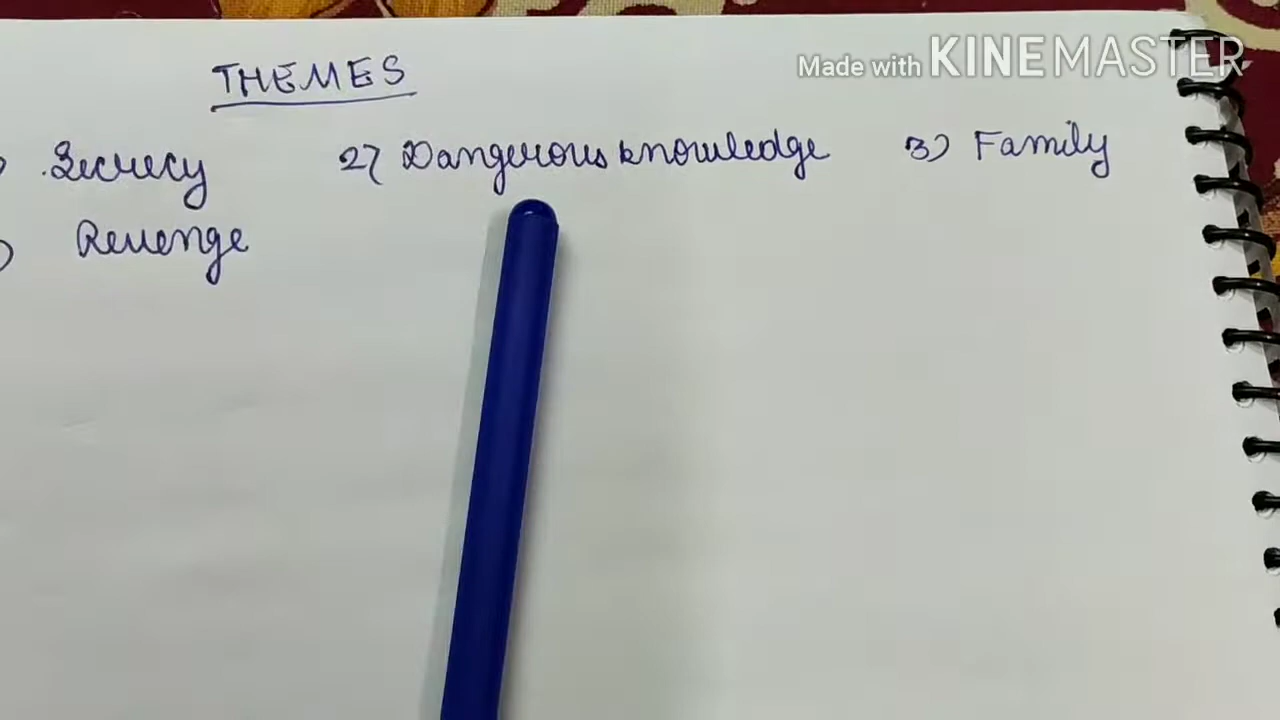 Made with KINEMASTER
THEMES
) Secrecy 2) Dangerous knowledge 3) Family
) Revenge